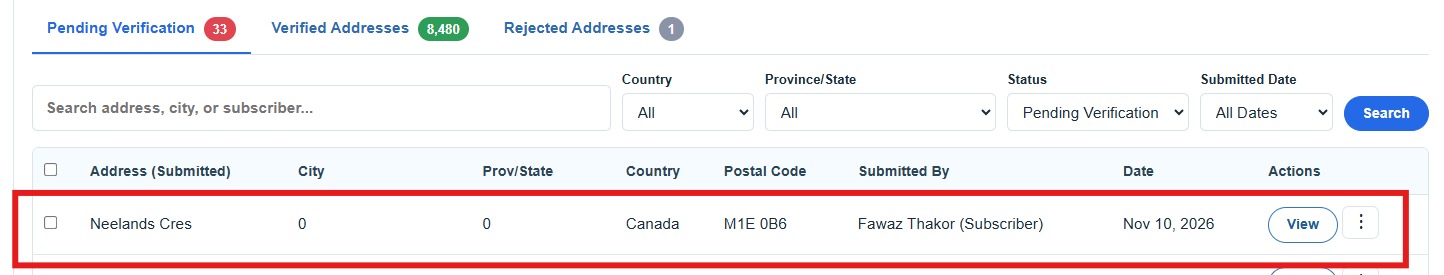 Pending Verification 33 Verified Addresses 8,480 Rejected Addresses 1
Country Province/State Status Submitted Date
Search address, city, or subscriber... All All Pending Verification All Dates Search
Address (Submitted) City Prov/State Country Postal Code Submitted By Date Actions
Neelands Cres 0 0 Canada M1E 0B6 Fawaz Thakor (Subscriber) Nov 10, 2026 View